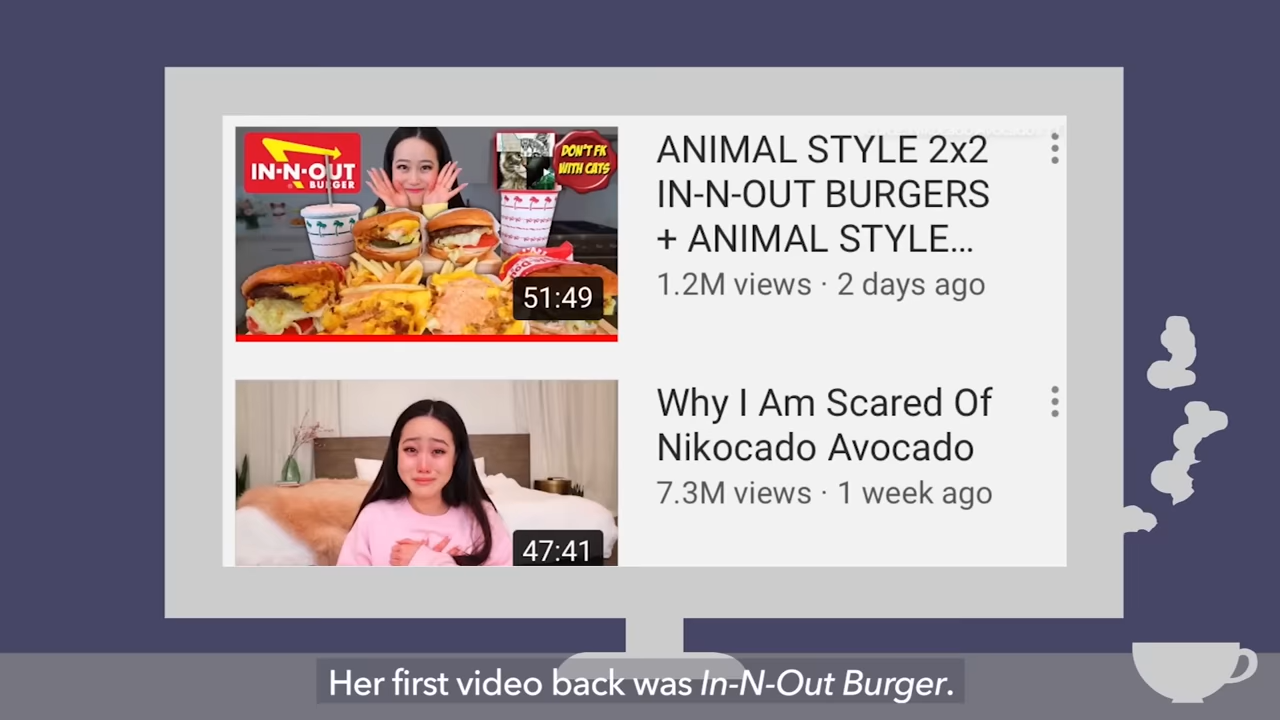 IN-N-OUT
BURGER
DON'T FK
WITH CATS
51:49
ANIMAL STYLE 2x2
IN-N-OUT BURGERS
+ ANIMAL STYLE...
1.2M views · 2 days ago
47:41
Why I Am Scared Of
Nikocado Avocado
7.3M views · 1 week ago
Her first video back was In-N-Out Burger.